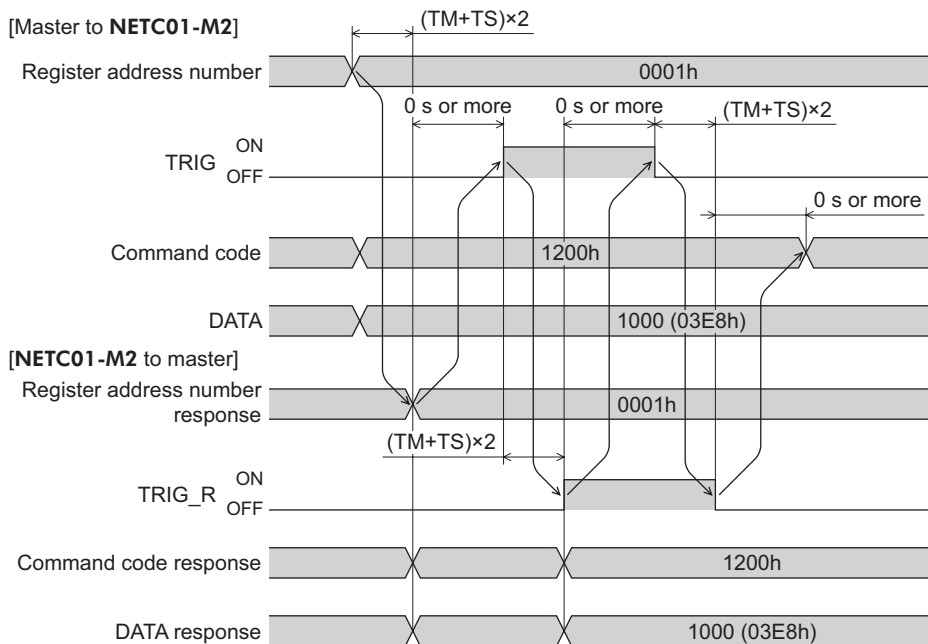 [Master to NETC01-M2]
(TM+TS)×2
Register address number
0001h
0 s or more
0 s or more
(TM+TS)×2
TRIG
ON
OFF
0 s or more
Command code
1200h
DATA
1000 (03E8h)
[NETC01-M2 to master]
Register address number
response
0001h
(TM+TS)×2
TRIG_R
ON
OFF
Command code response
1200h
DATA response
1000 (03E8h)